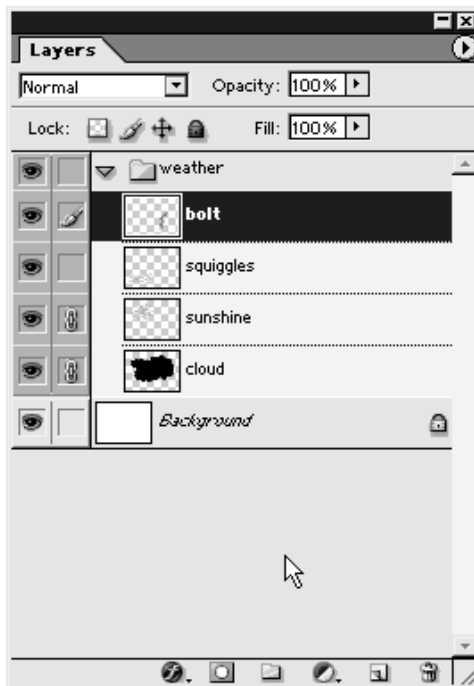 Layers
Normal Opacity: 100%
Lock: Fill: 100%
weather
bolt
squiggles
sunshine
cloud
Background